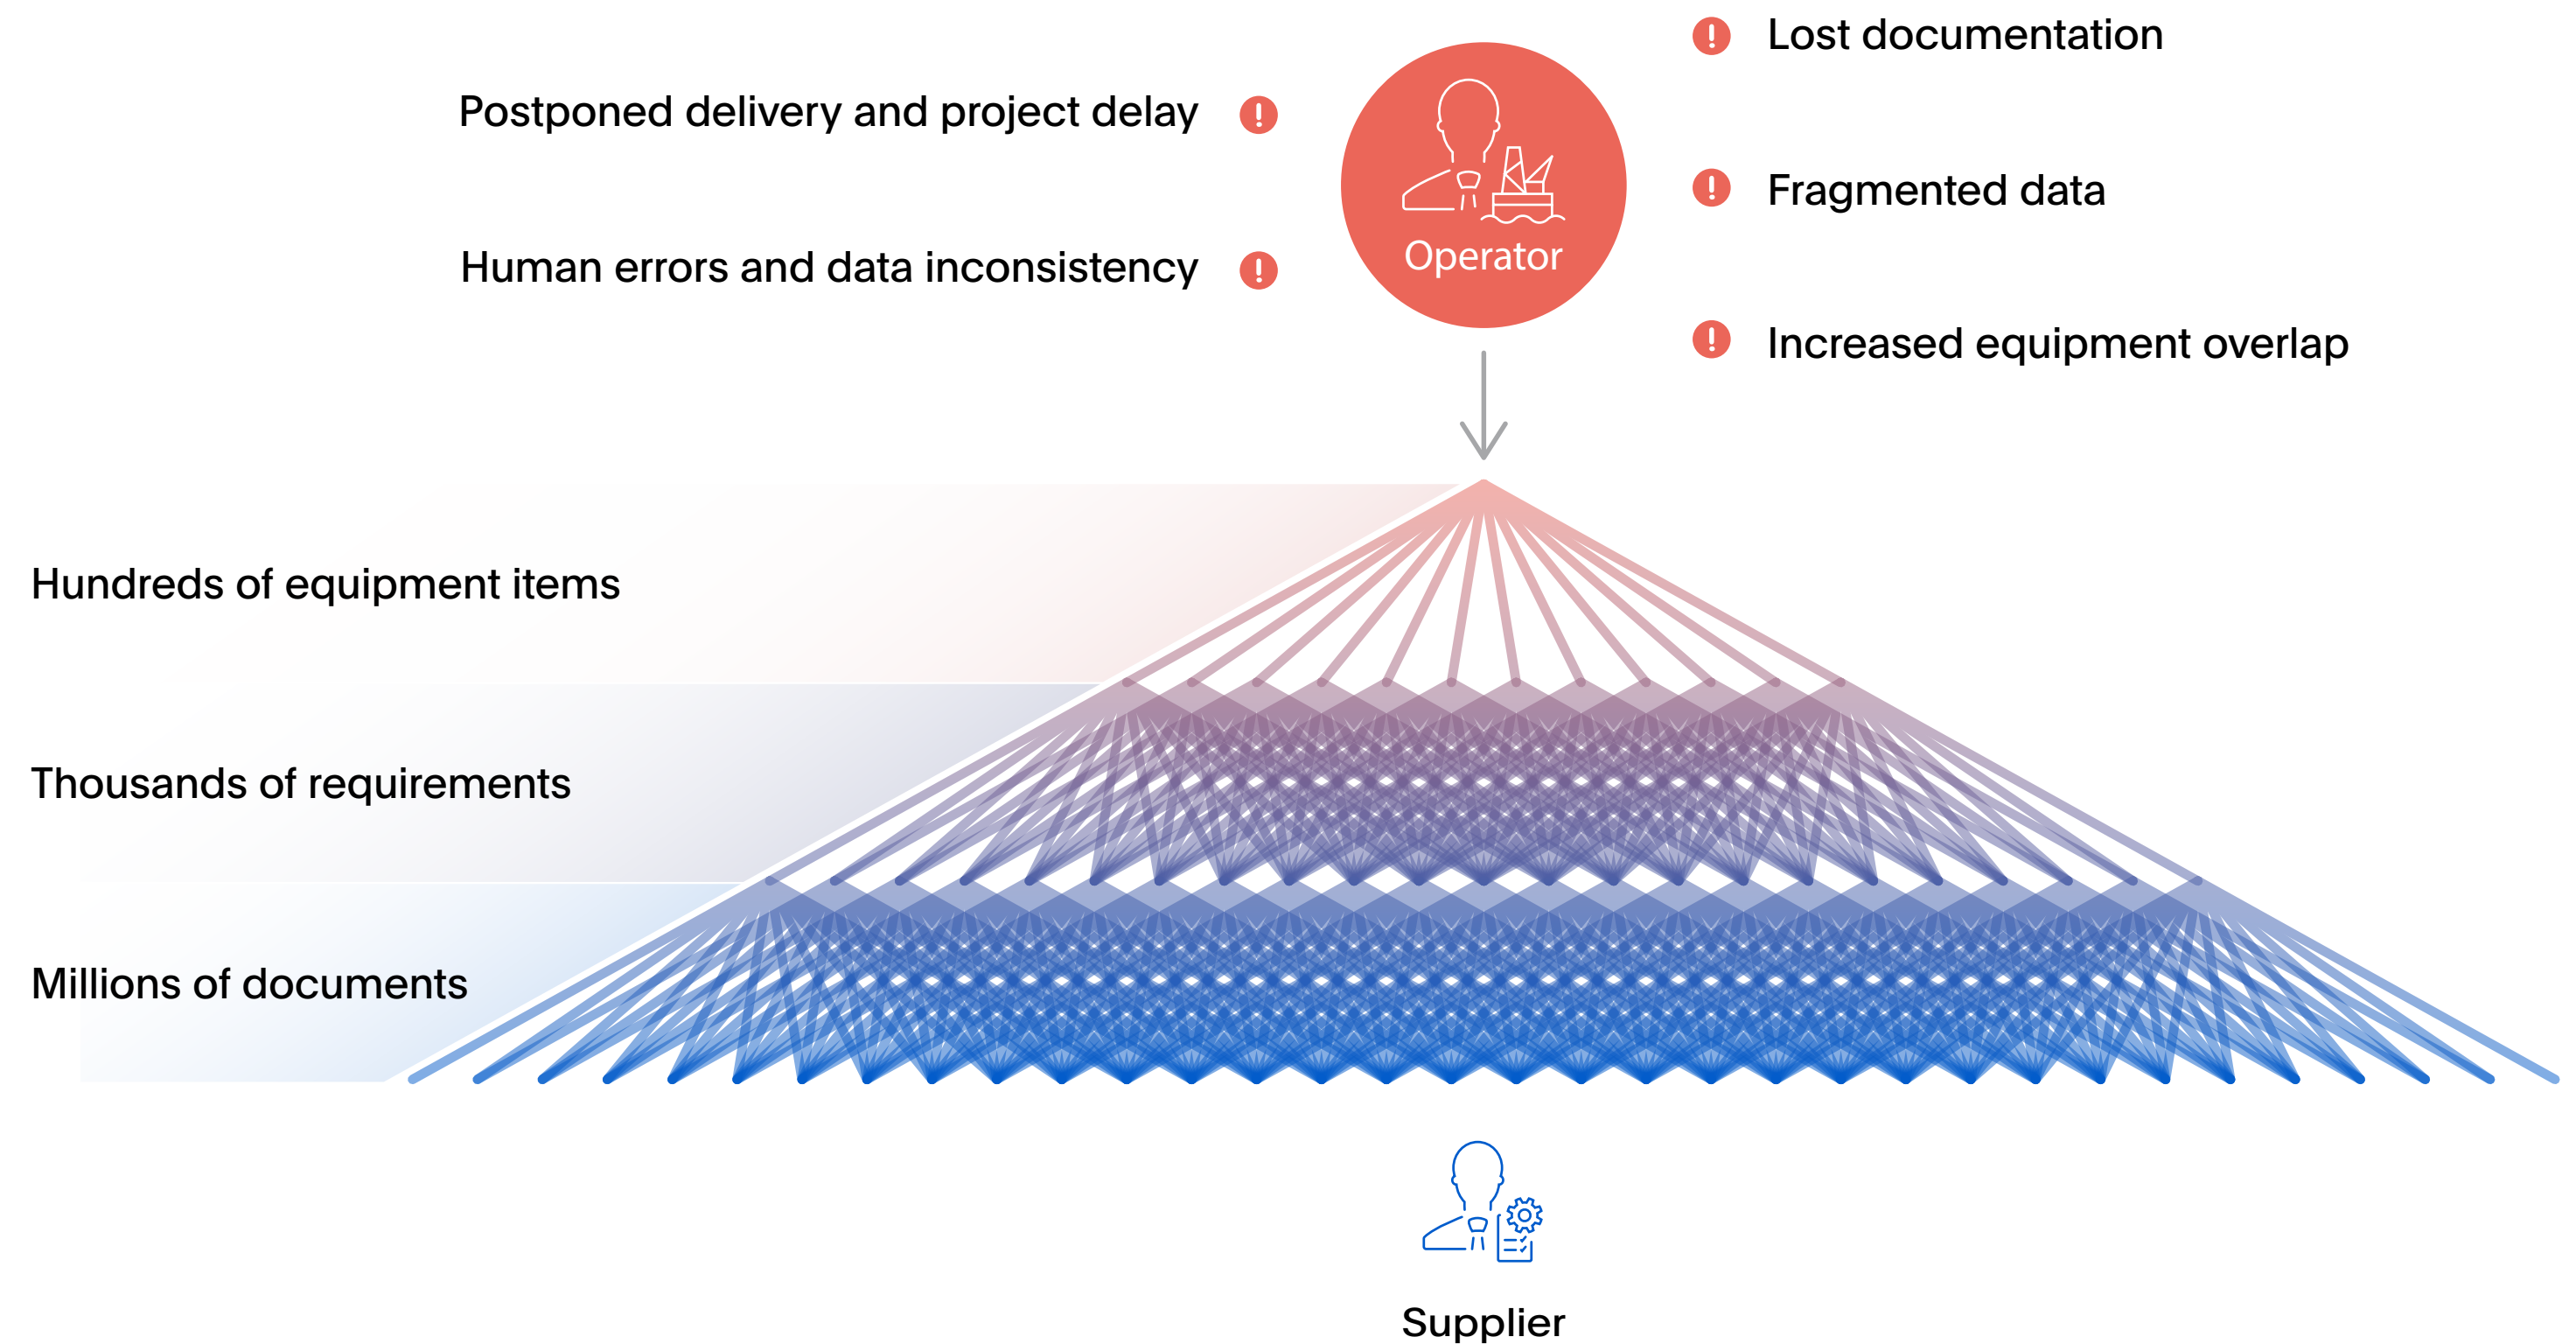 Lost documentation
Postponed delivery and project delay
Fragmented data
Operator
Human errors and data inconsistency
Increased equipment overlap
Hundreds of equipment items
Thousands of requirements
Millions of documents
Supplier